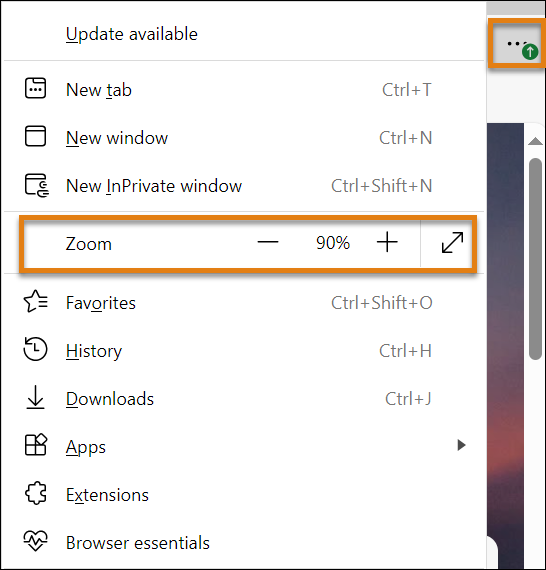 Update available
New tab Ctrl+T
New window Ctrl+N
New InPrivate window Ctrl+Shift+N
Zoom — 90% +
Favorites Ctrl+Shift+O
History Ctrl+H
Downloads Ctrl+J
Apps
Extensions
Browser essentials